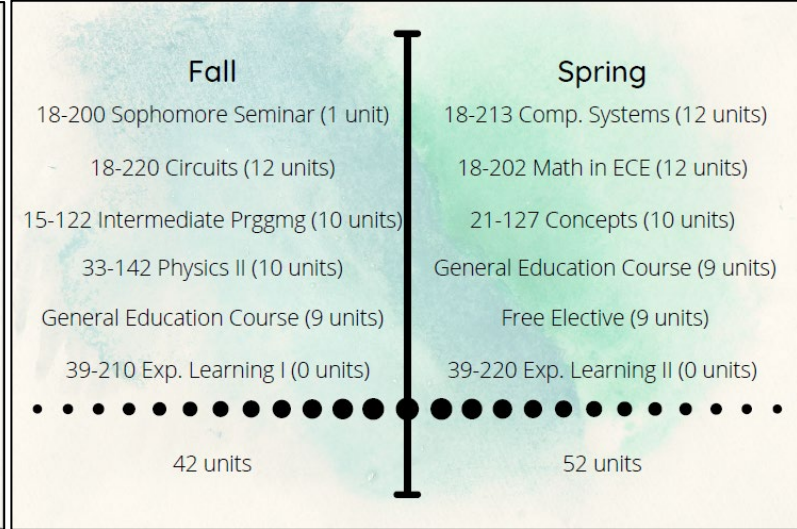 Fall
18-200 Sophomore Seminar (1 unit)
18-220 Circuits (12 units)
15-122 Intermediate Prggmg (10 units)
33-142 Physics II (10 units)
General Education Course (9 units)
39-210 Exp. Learning I (0 units)
42 units
Spring
18-213 Comp. Systems (12 units)
18-202 Math in ECE (12 units)
21-127 Concepts (10 units)
General Education Course (9 units)
Free Elective (9 units)
39-220 Exp. Learning II (0 units)
52 units